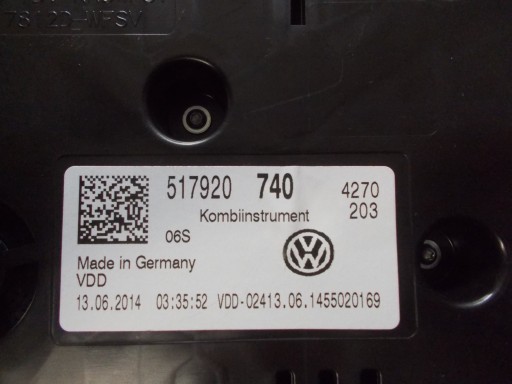 517920 740 4270
Kombiinstrument 203
06S
Made in Germany
VDD
13.06.2014 03:35:52 VDD-02413.06.1455020169